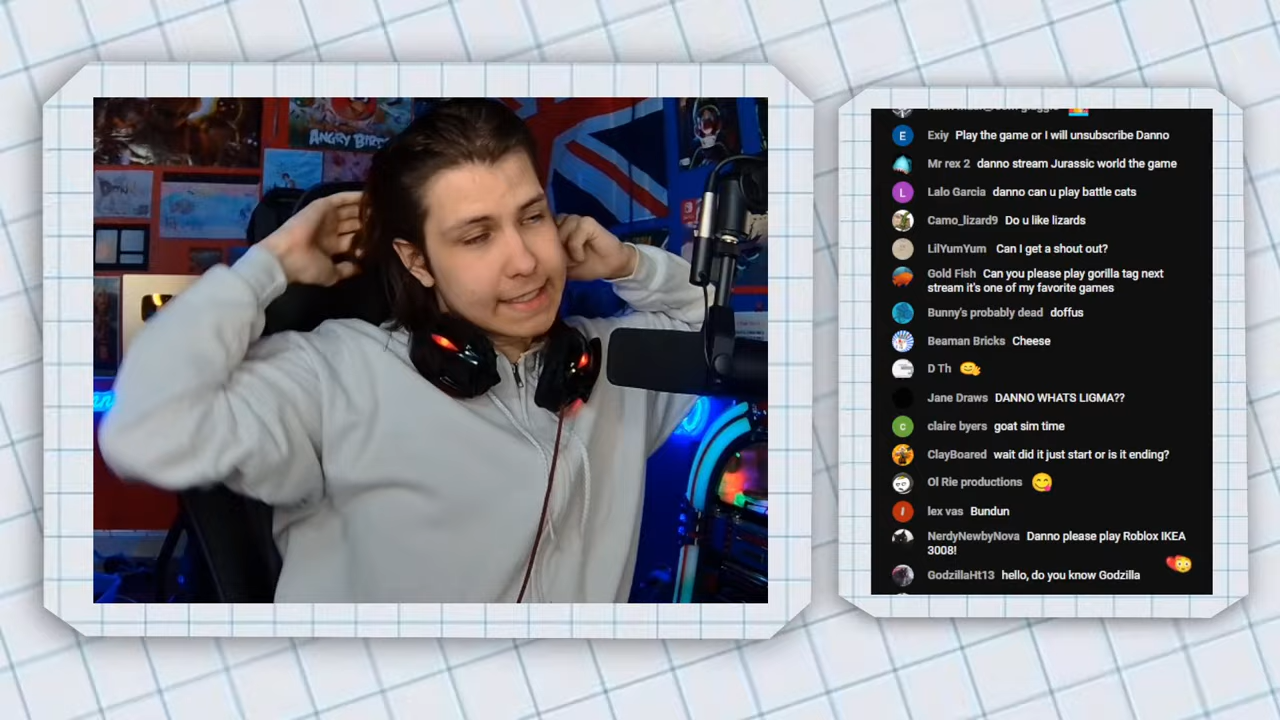 ANGRY BIRDS
E Exiy Play the game or I will unsubscribe Danno
Mr rex 2 danno stream Jurassic world the game
L Lalo Garcia danno can u play battle cats
Camo_lizard9 Do u like lizards
LilYumYum Can I get a shout out?
Gold Fish Can you please play gorilla tag next
stream it's one of my favorite games
Bunny's probably dead doffus
Beaman Bricks Cheese
D Th
Jane Draws DANNO WHATS LIGMA??
c claire byers goat sim time
ClayBoared wait did it just start or is it ending?
Ol Rie productions
l lex vas Bundun
NerdyNewbyNova Danno please play Roblox IKEA
3008!
GodzillaHt13 hello, do you know Godzilla